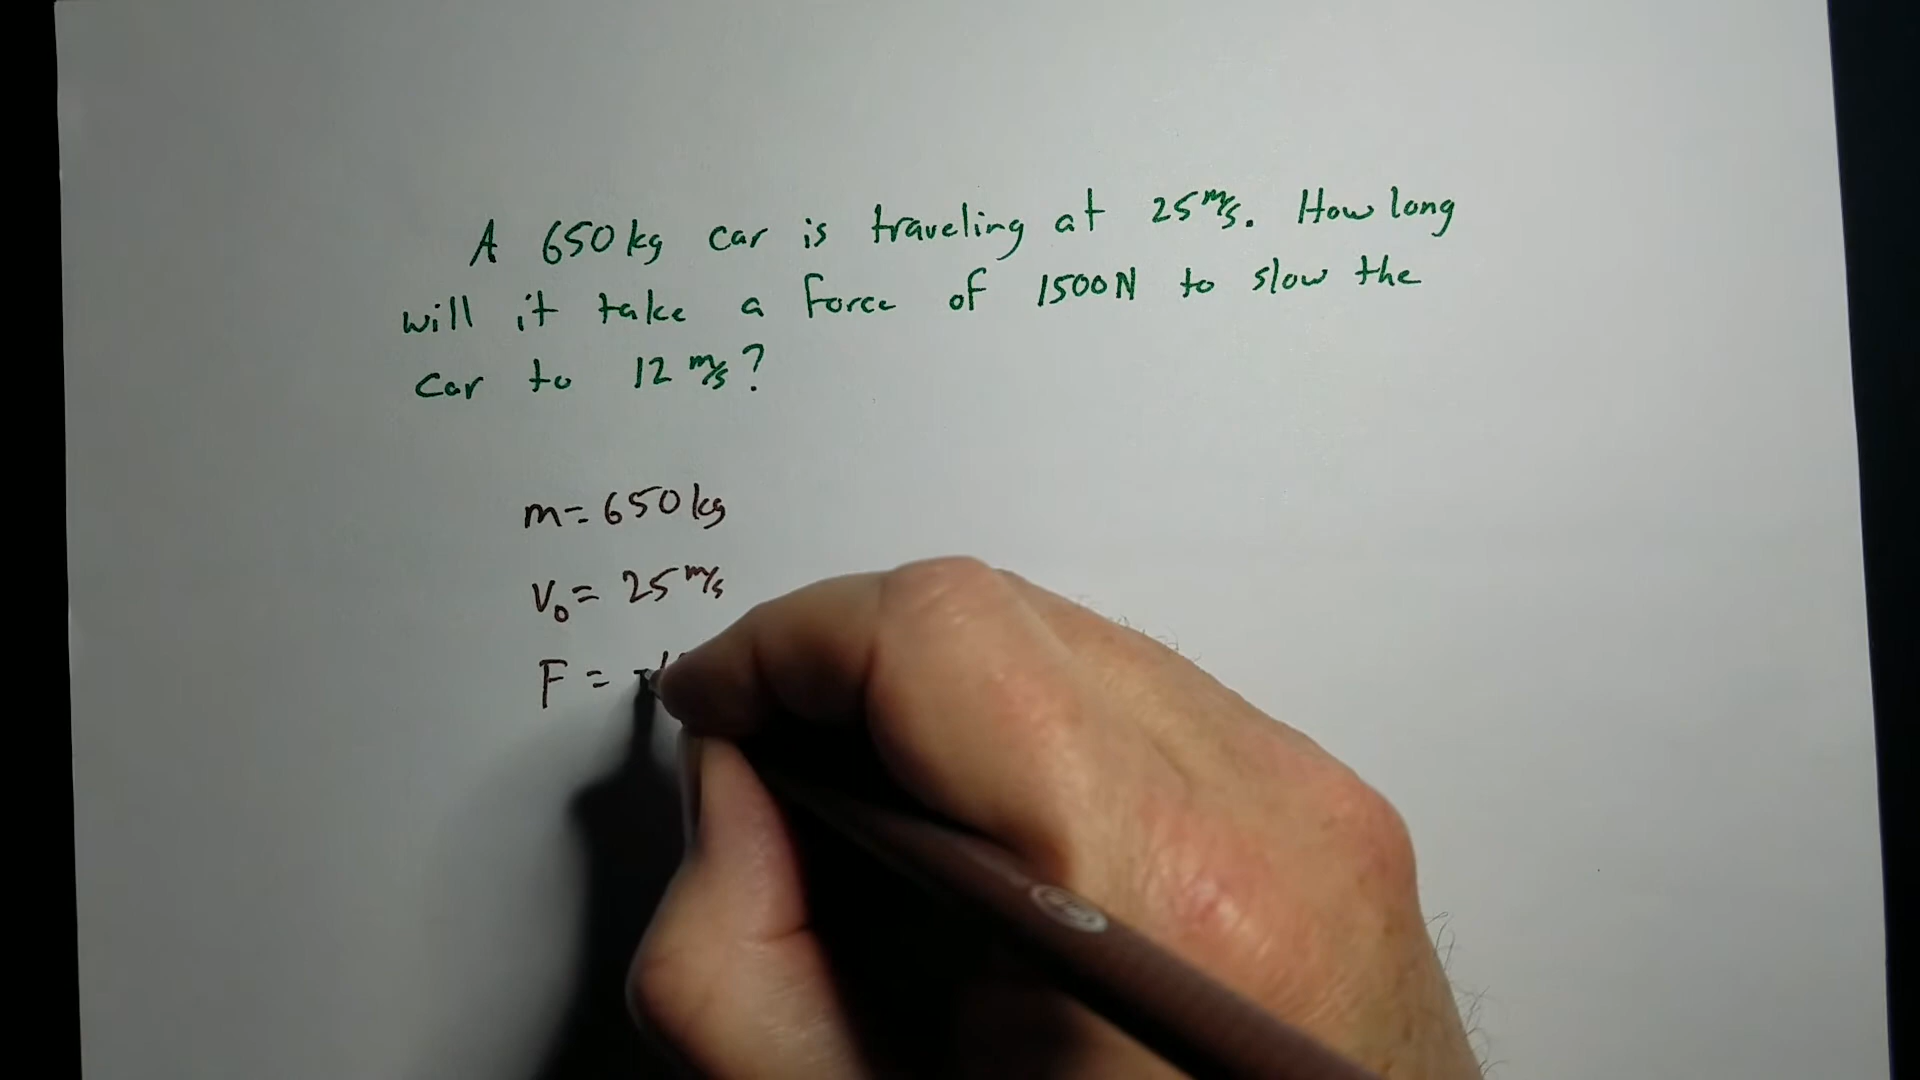 A 650 kg car is traveling at 25 m/s. How long
will it take a force of 1500N to slow the
car to 12 m/s?
m = 650 kg
v₀ = 25 m/s
F = -1